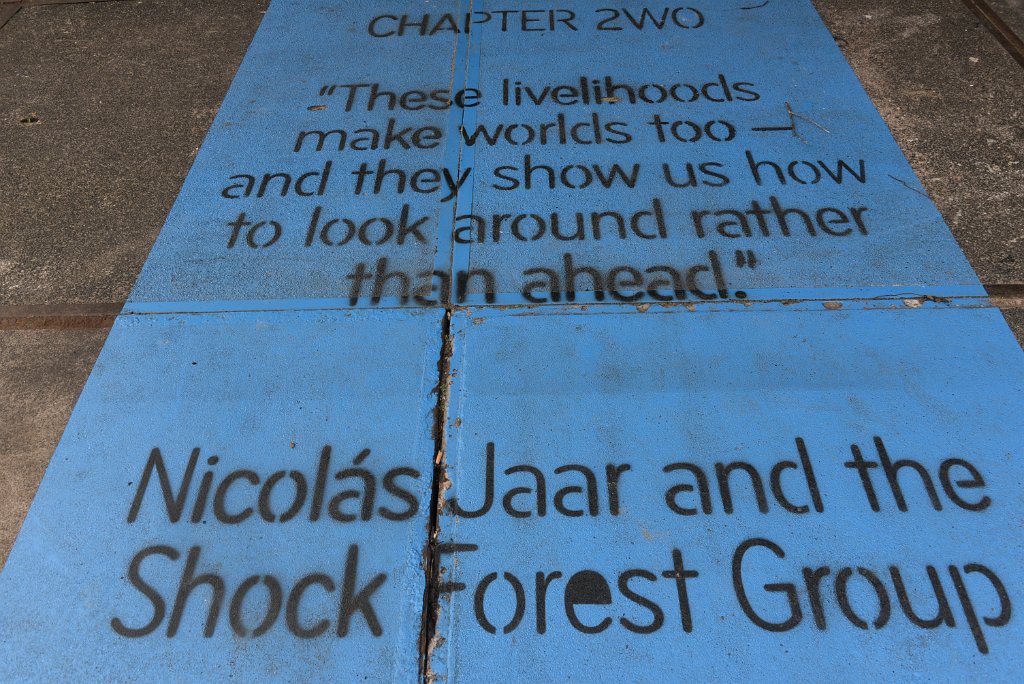 CHAPTER 2WO
"These livelihoods
make worlds too —
and they show us how
to look around rather
than ahead."
Nicolás Jaar and the
Shock Forest Group